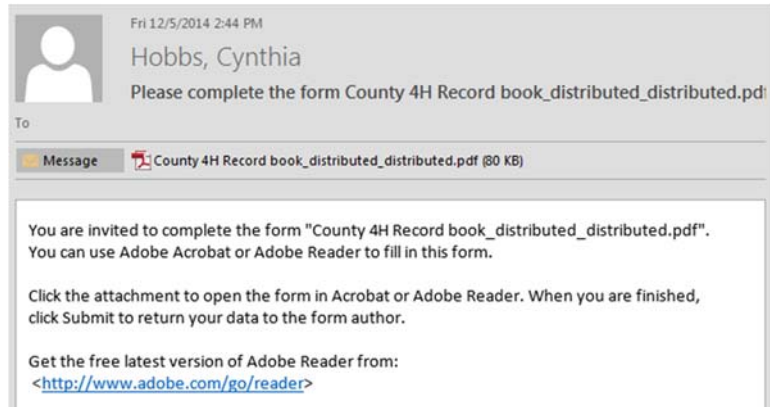 Fri 12/5/2014 2:44 PM
Hobbs, Cynthia
Please complete the form County 4H Record book_distributed_distributed.pdf
To
Message County 4H Record book_distributed_distributed.pdf (80 KB)
You are invited to complete the form "County 4H Record book_distributed_distributed.pdf".
You can use Adobe Acrobat or Adobe Reader to fill in this form.
Click the attachment to open the form in Acrobat or Adobe Reader. When you are finished,
click Submit to return your data to the form author.
Get the free latest version of Adobe Reader from:
<http://www.adobe.com/go/reader>